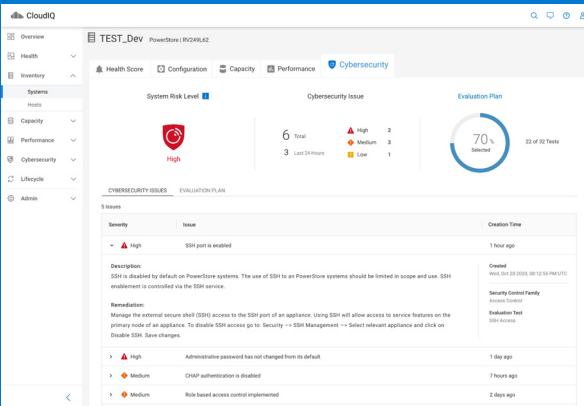 CloudIQ
Overview
Health
Inventory
Systems
Hosts
Capacity
Performance
Cybersecurity
Lifecycle
Admin
TEST_Dev PowerStore | RV249L62
Health Score
Configuration
Capacity
Performance
Cybersecurity
System Risk Level
High
Cybersecurity Issue
6 Total
3 Last 24-Hours
High 2
Medium 3
Low 1
Evaluation Plan
70 %
Selected
22 of 32 Tests
CYBERSECURITY ISSUES EVALUATION PLAN
5 Issues
Severity Issue Creation Time
High SSH port is enabled 1 hour ago
Description:
SSH is disabled by default on PowerStore systems. The use of SSH to an PowerStore systems should be limited in scope and use. SSH
enablement is controlled via the SSH service.
Remediation:
Manage the external secure shell (SSH) access to the SSH port of an appliance. Using SSH will allow access to service features on the
primary node of an appliance. To disable SSH access go to: Security —> SSH Management —> Select relevant appliance and click on
Disable SSH. Save changes.
Created
Wed, Oct 28 2020, 08:12:56 PM UTC
Security Control Family
Access Control
Evaluation Test
SSH Access
High Administrative password has not changed from its default 1 day ago
Medium CHAP authentication is disabled 7 hours ago
Medium Role based access control implemented 2 days ago